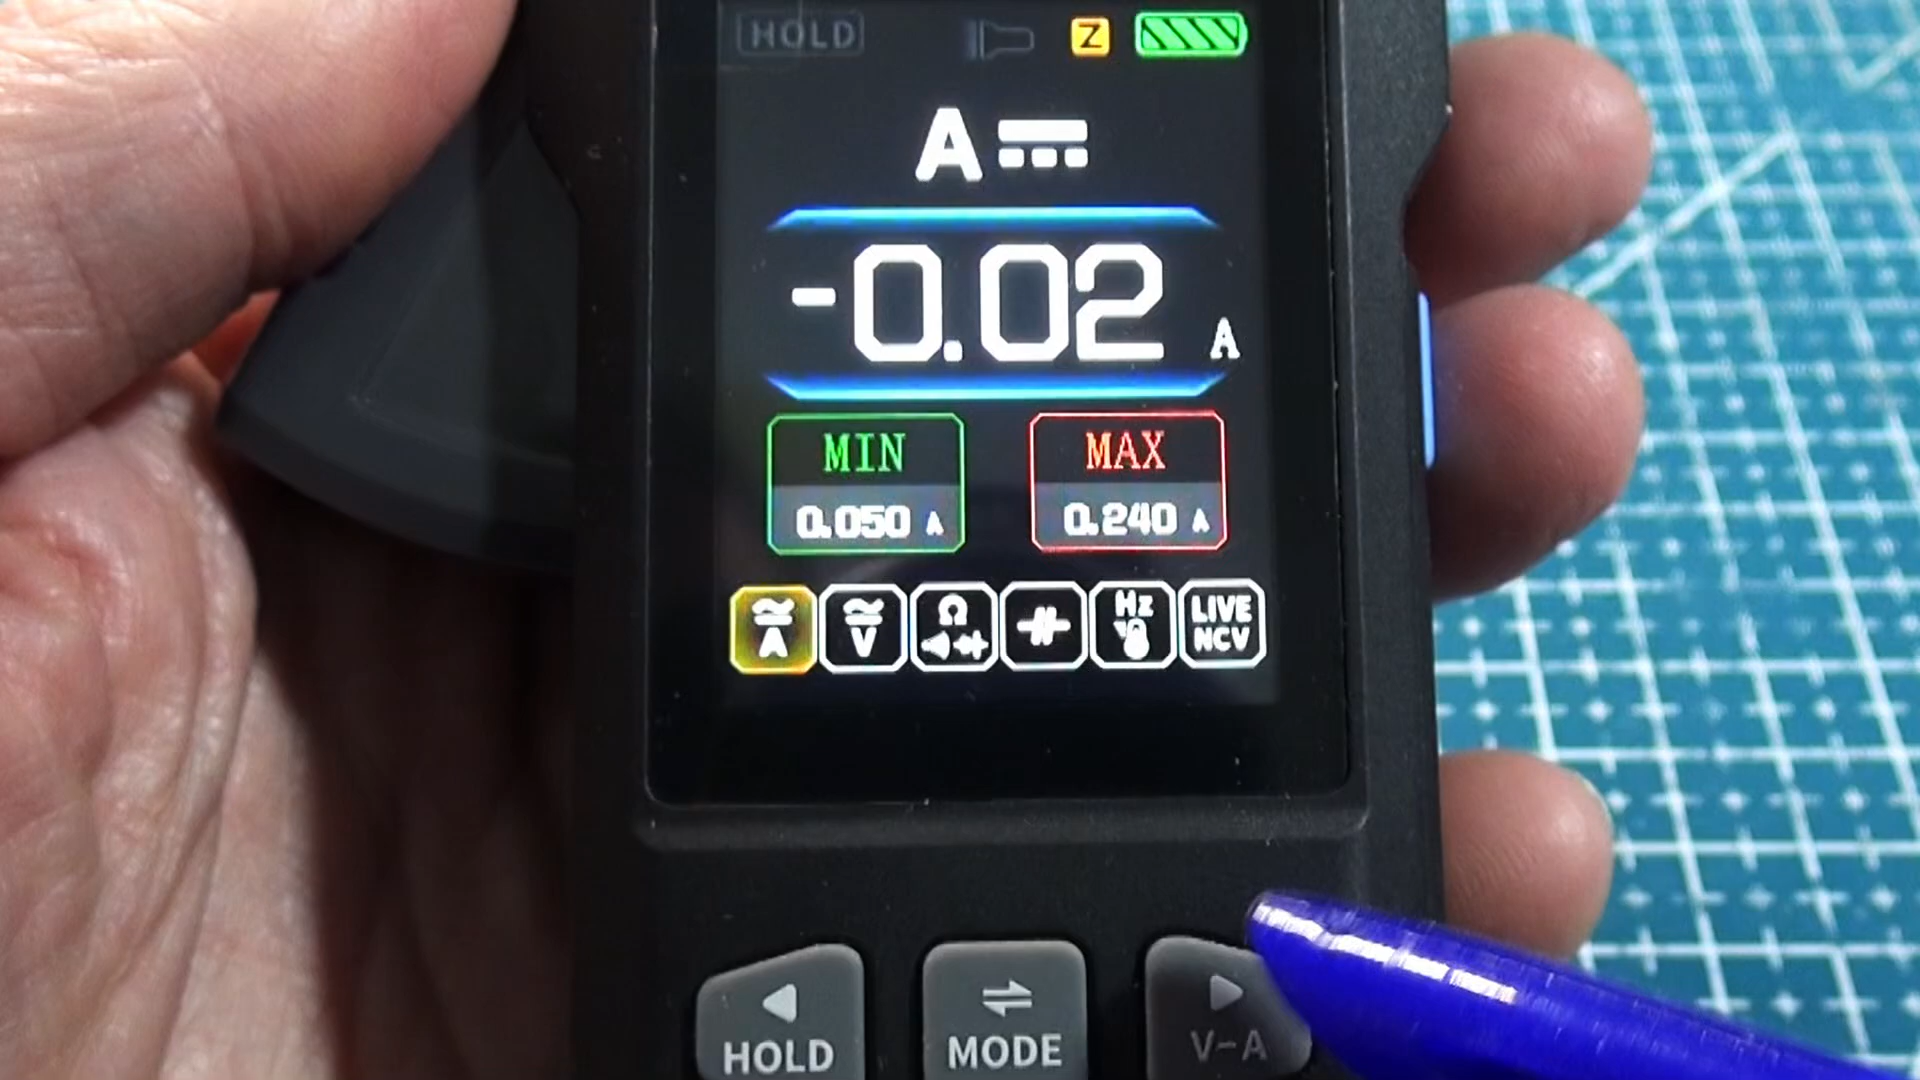 HOLD Z
A
-0.02 A
MIN MAX
0.050 A 0.240 A
A V Ω Hz LIVE NCV
HOLD MODE V-A